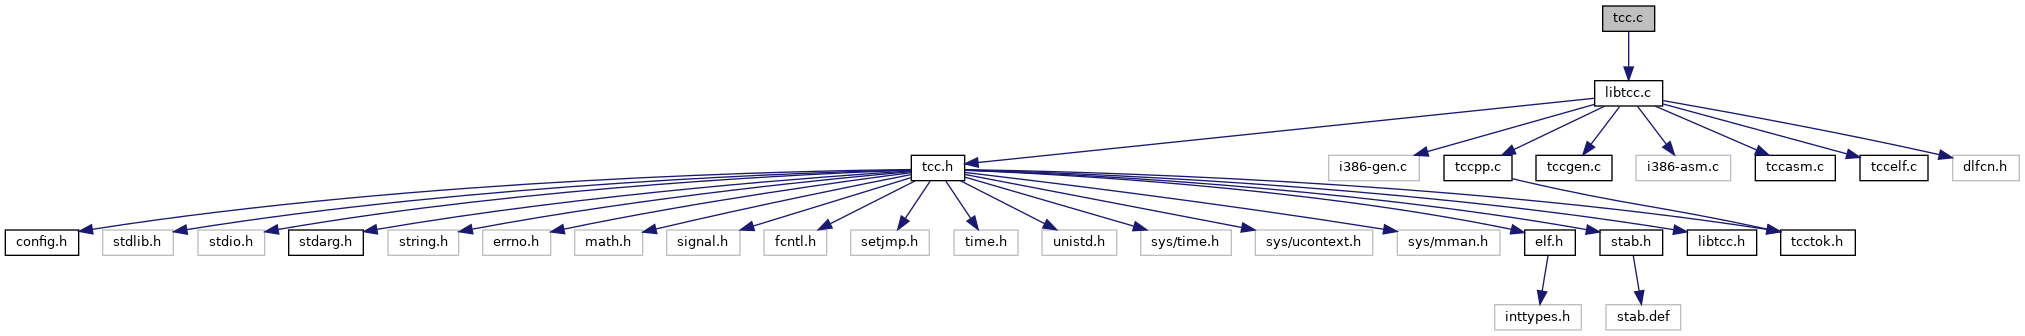 tcc.c
libtcc.c
tcc.h
i386-gen.c
tccpp.c
tccgen.c
i386-asm.c
tccasm.c
tccelf.c
dlfcn.h
config.h
stdlib.h
stdio.h
stdarg.h
string.h
errno.h
math.h
signal.h
fcntl.h
setjmp.h
time.h
unistd.h
sys/time.h
sys/ucontext.h
sys/mman.h
elf.h
stab.h
libtcc.h
tcctok.h
inttypes.h
stab.def